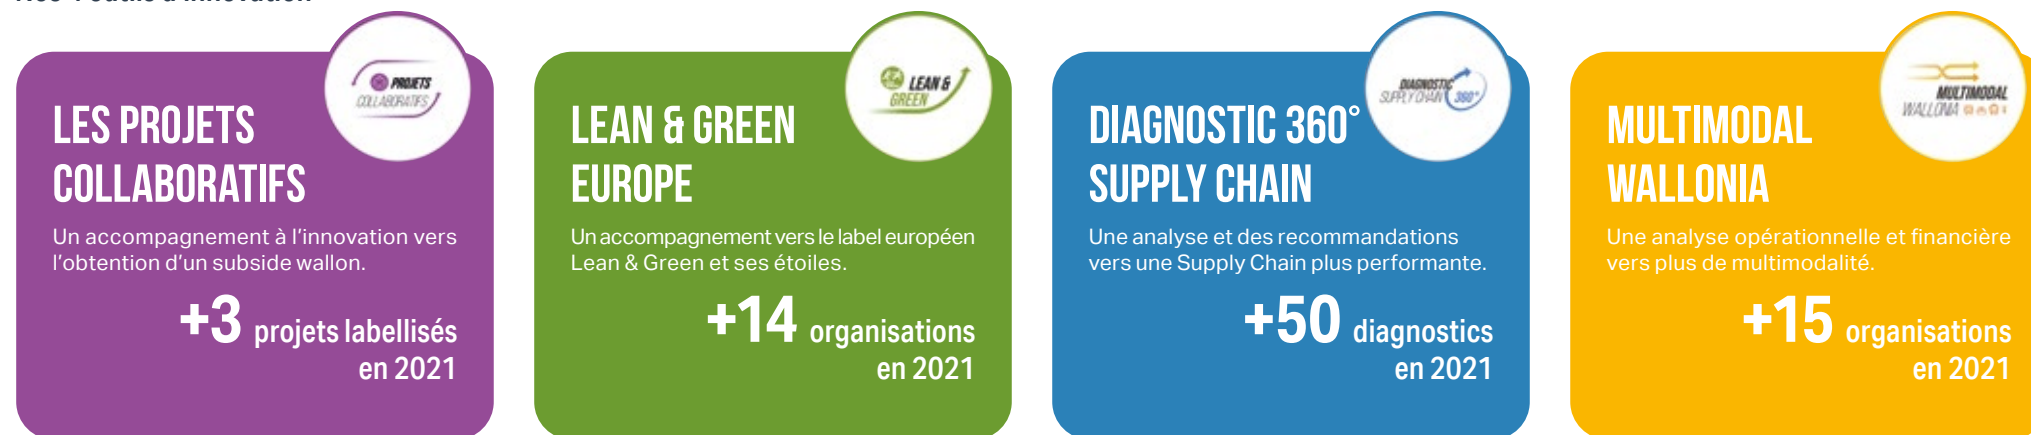 LES PROJETS
COLLABORATIFS
Un accompagnement à l'innovation vers
l'obtention d'un subside wallon.
+3 projets labellisés
en 2021
PROJETS
COLLABORATIFS
LEAN & GREEN
EUROPE
Un accompagnement vers le label européen
Lean & Green et ses étoiles.
+14 organisations
en 2021
LEAN &
GREEN
DIAGNOSTIC 360°
SUPPLY CHAIN
Une analyse et des recommandations
vers une Supply Chain plus performante.
+50 diagnostics
en 2021
DIAGNOSTIC
SUPPLY CHAIN 360°
MULTIMODAL
WALLONIA
Une analyse opérationnelle et financière
vers plus de multimodalité.
+15 organisations
en 2021
MULTIMODAL
WALLONIA